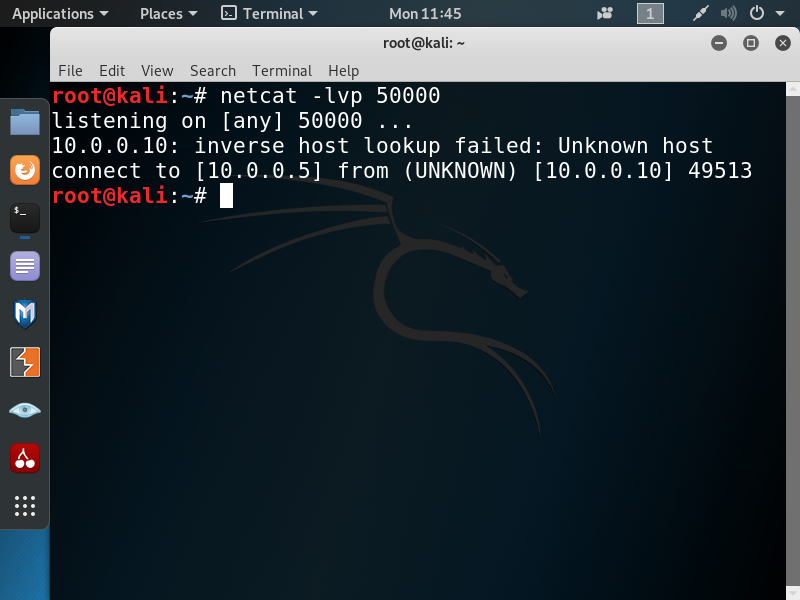 Applications Places Terminal Mon 11:45 1
root@kali: ~
File Edit View Search Terminal Help
root@kali:~# netcat -lvp 50000
listening on [any] 50000 ...
10.0.0.10: inverse host lookup failed: Unknown host
connect to [10.0.0.5] from (UNKNOWN) [10.0.0.10] 49513
root@kali:~#